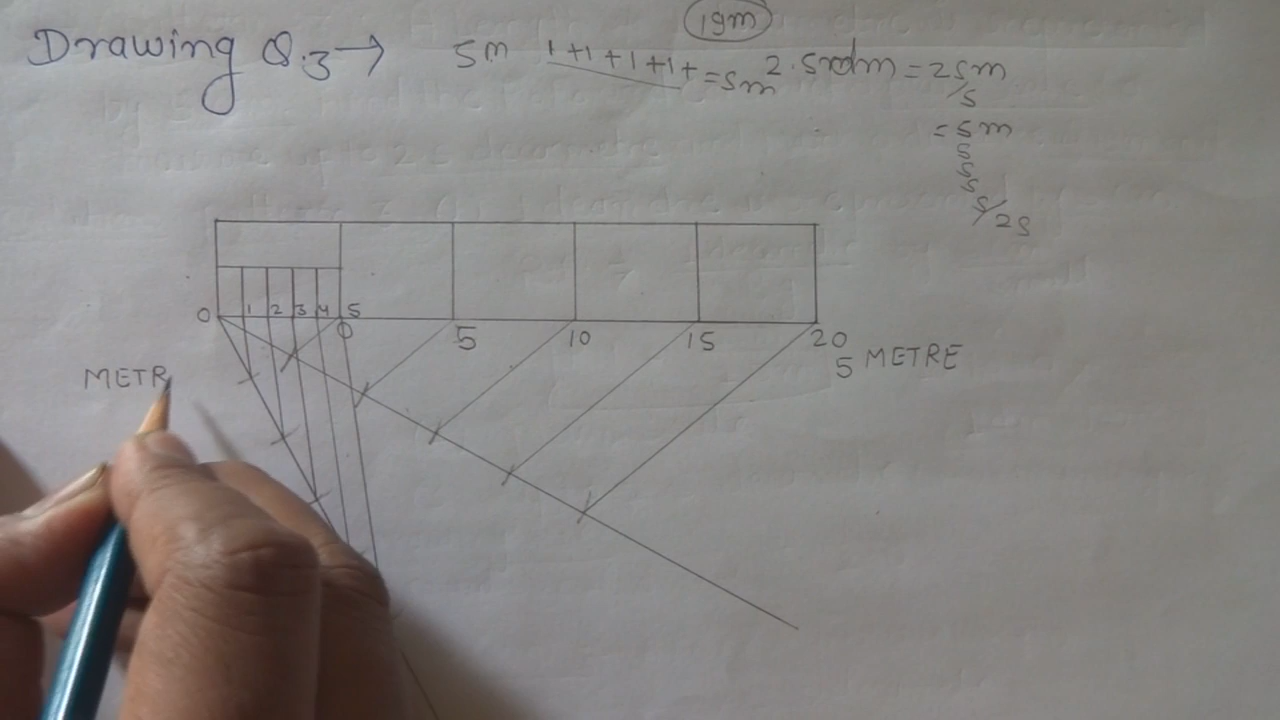 19m
Drawing Q.3→ 5m 1+1+1+1+ =5m 2.5 dm = 25m
/5
= 5m
5
5
5
5/25
0 1 2 3 4 5
0 5 10 15 20
METR 5 METRE